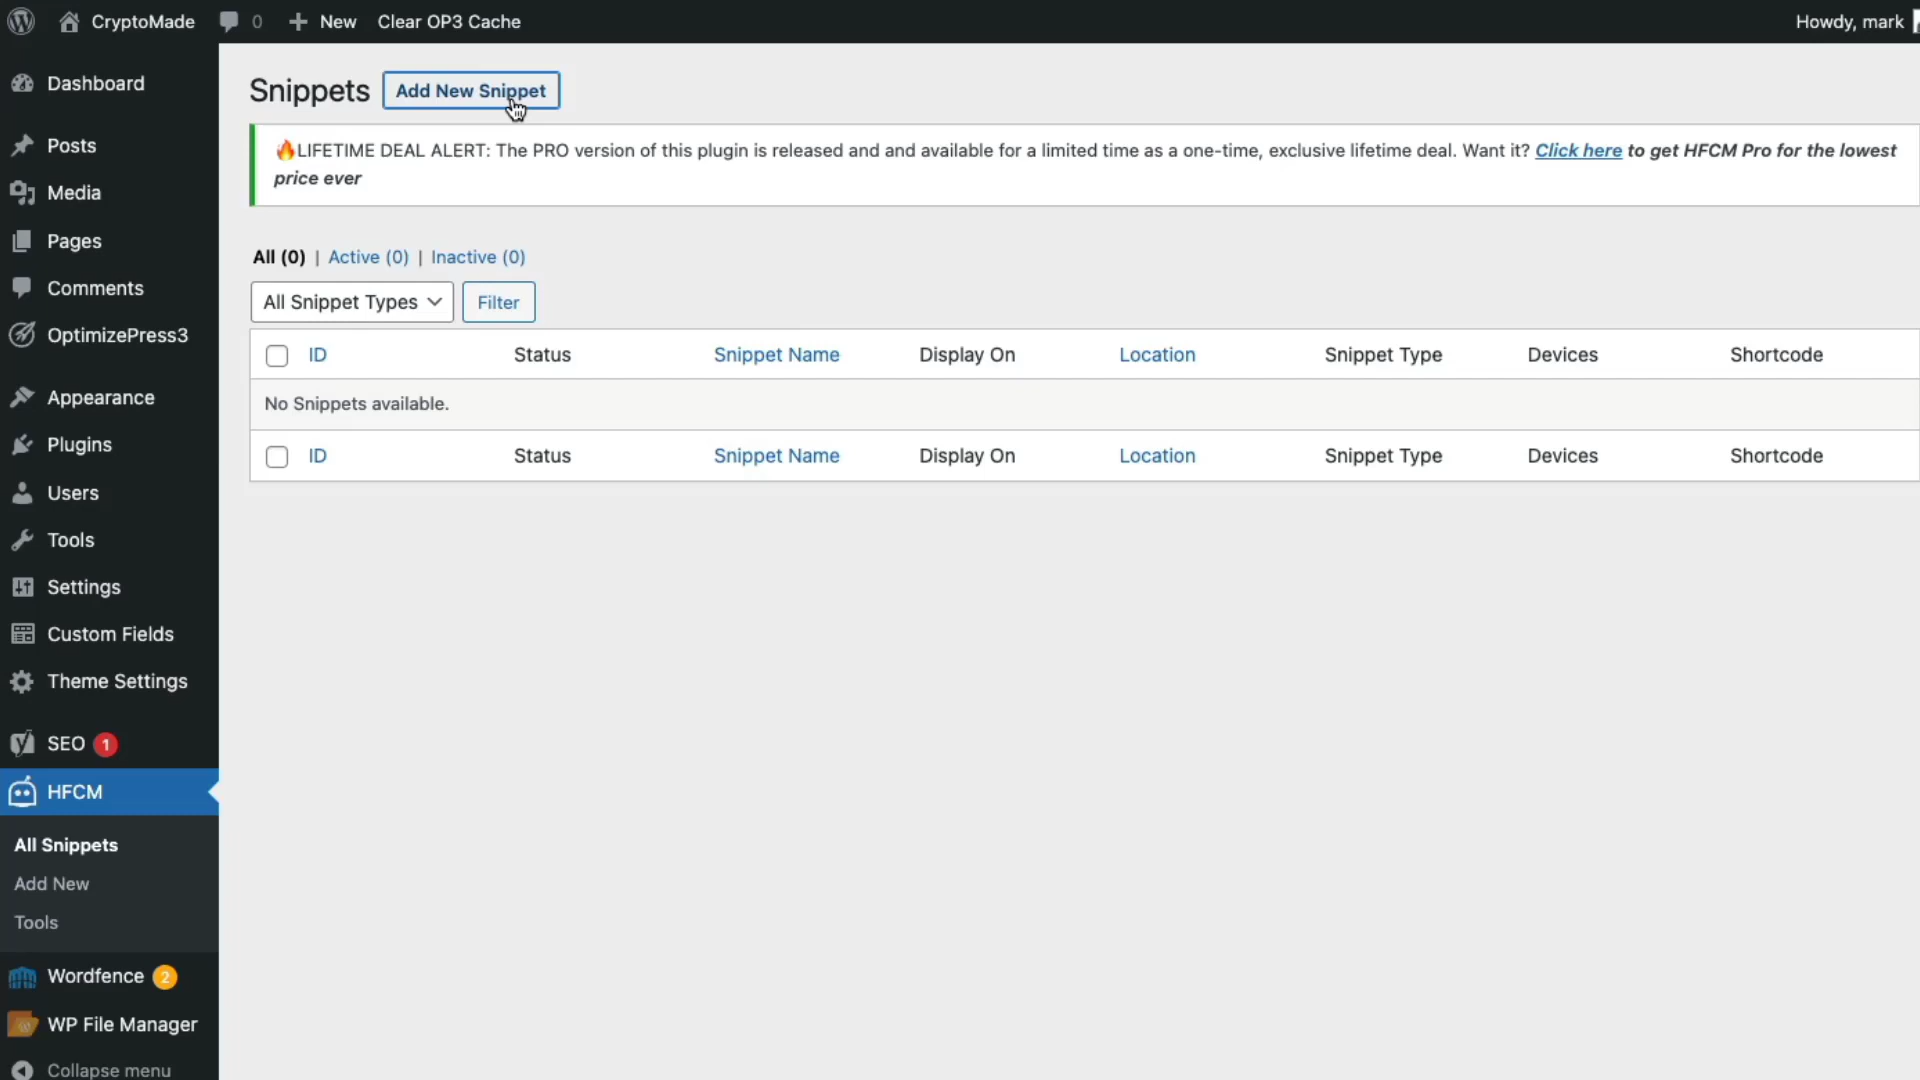 CryptoMade 0 New Clear OP3 Cache Howdy, mark
Dashboard
Posts
Media
Pages
Comments
OptimizePress3
Appearance
Plugins
Users
Tools
Settings
Custom Fields
Theme Settings
SEO 1
HFCM
All Snippets
Add New
Tools
Wordfence 2
WP File Manager
Collapse menu
Snippets Add New Snippet
🔥LIFETIME DEAL ALERT: The PRO version of this plugin is released and and available for a limited time as a one-time, exclusive lifetime deal. Want it? Click here to get HFCM Pro for the lowest
price ever
All (0) | Active (0) | Inactive (0)
All Snippet Types Filter
ID Status Snippet Name Display On Location Snippet Type Devices Shortcode
No Snippets available.
ID Status Snippet Name Display On Location Snippet Type Devices Shortcode